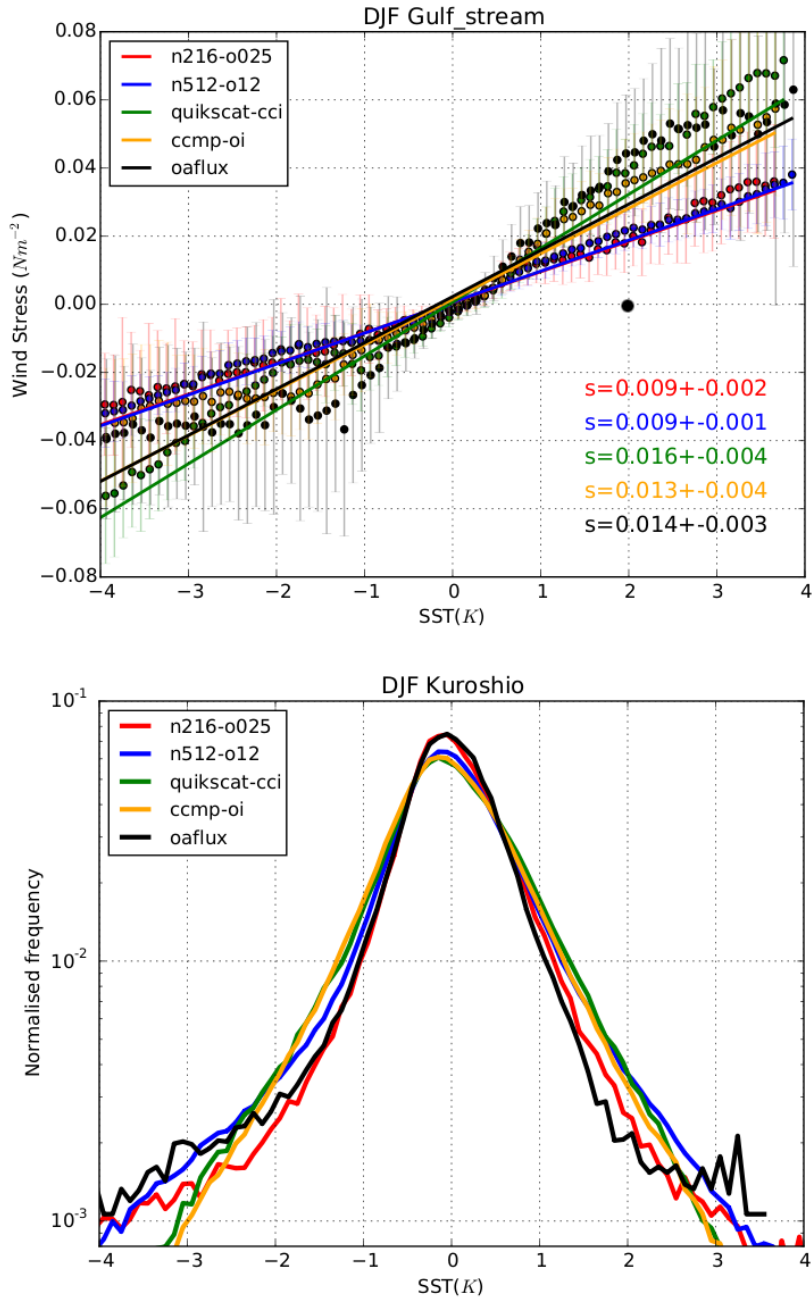 DJF Gulf_stream
0.08
0.06
0.04
0.02
0.00
−0.02
−0.04
−0.06
−0.08
Wind Stress (Nm⁻²)
n216-o025
n512-o12
quikscat-cci
ccmp-oi
oaflux
s=0.009+-0.002
s=0.009+-0.001
s=0.016+-0.004
s=0.013+-0.004
s=0.014+-0.003
−4 −3 −2 −1 0 1 2 3 4
SST(K)
DJF Kuroshio
10⁻¹
10⁻²
10⁻³
Normalised frequency
n216-o025
n512-o12
quikscat-cci
ccmp-oi
oaflux
−4 −3 −2 −1 0 1 2 3 4
SST(K)